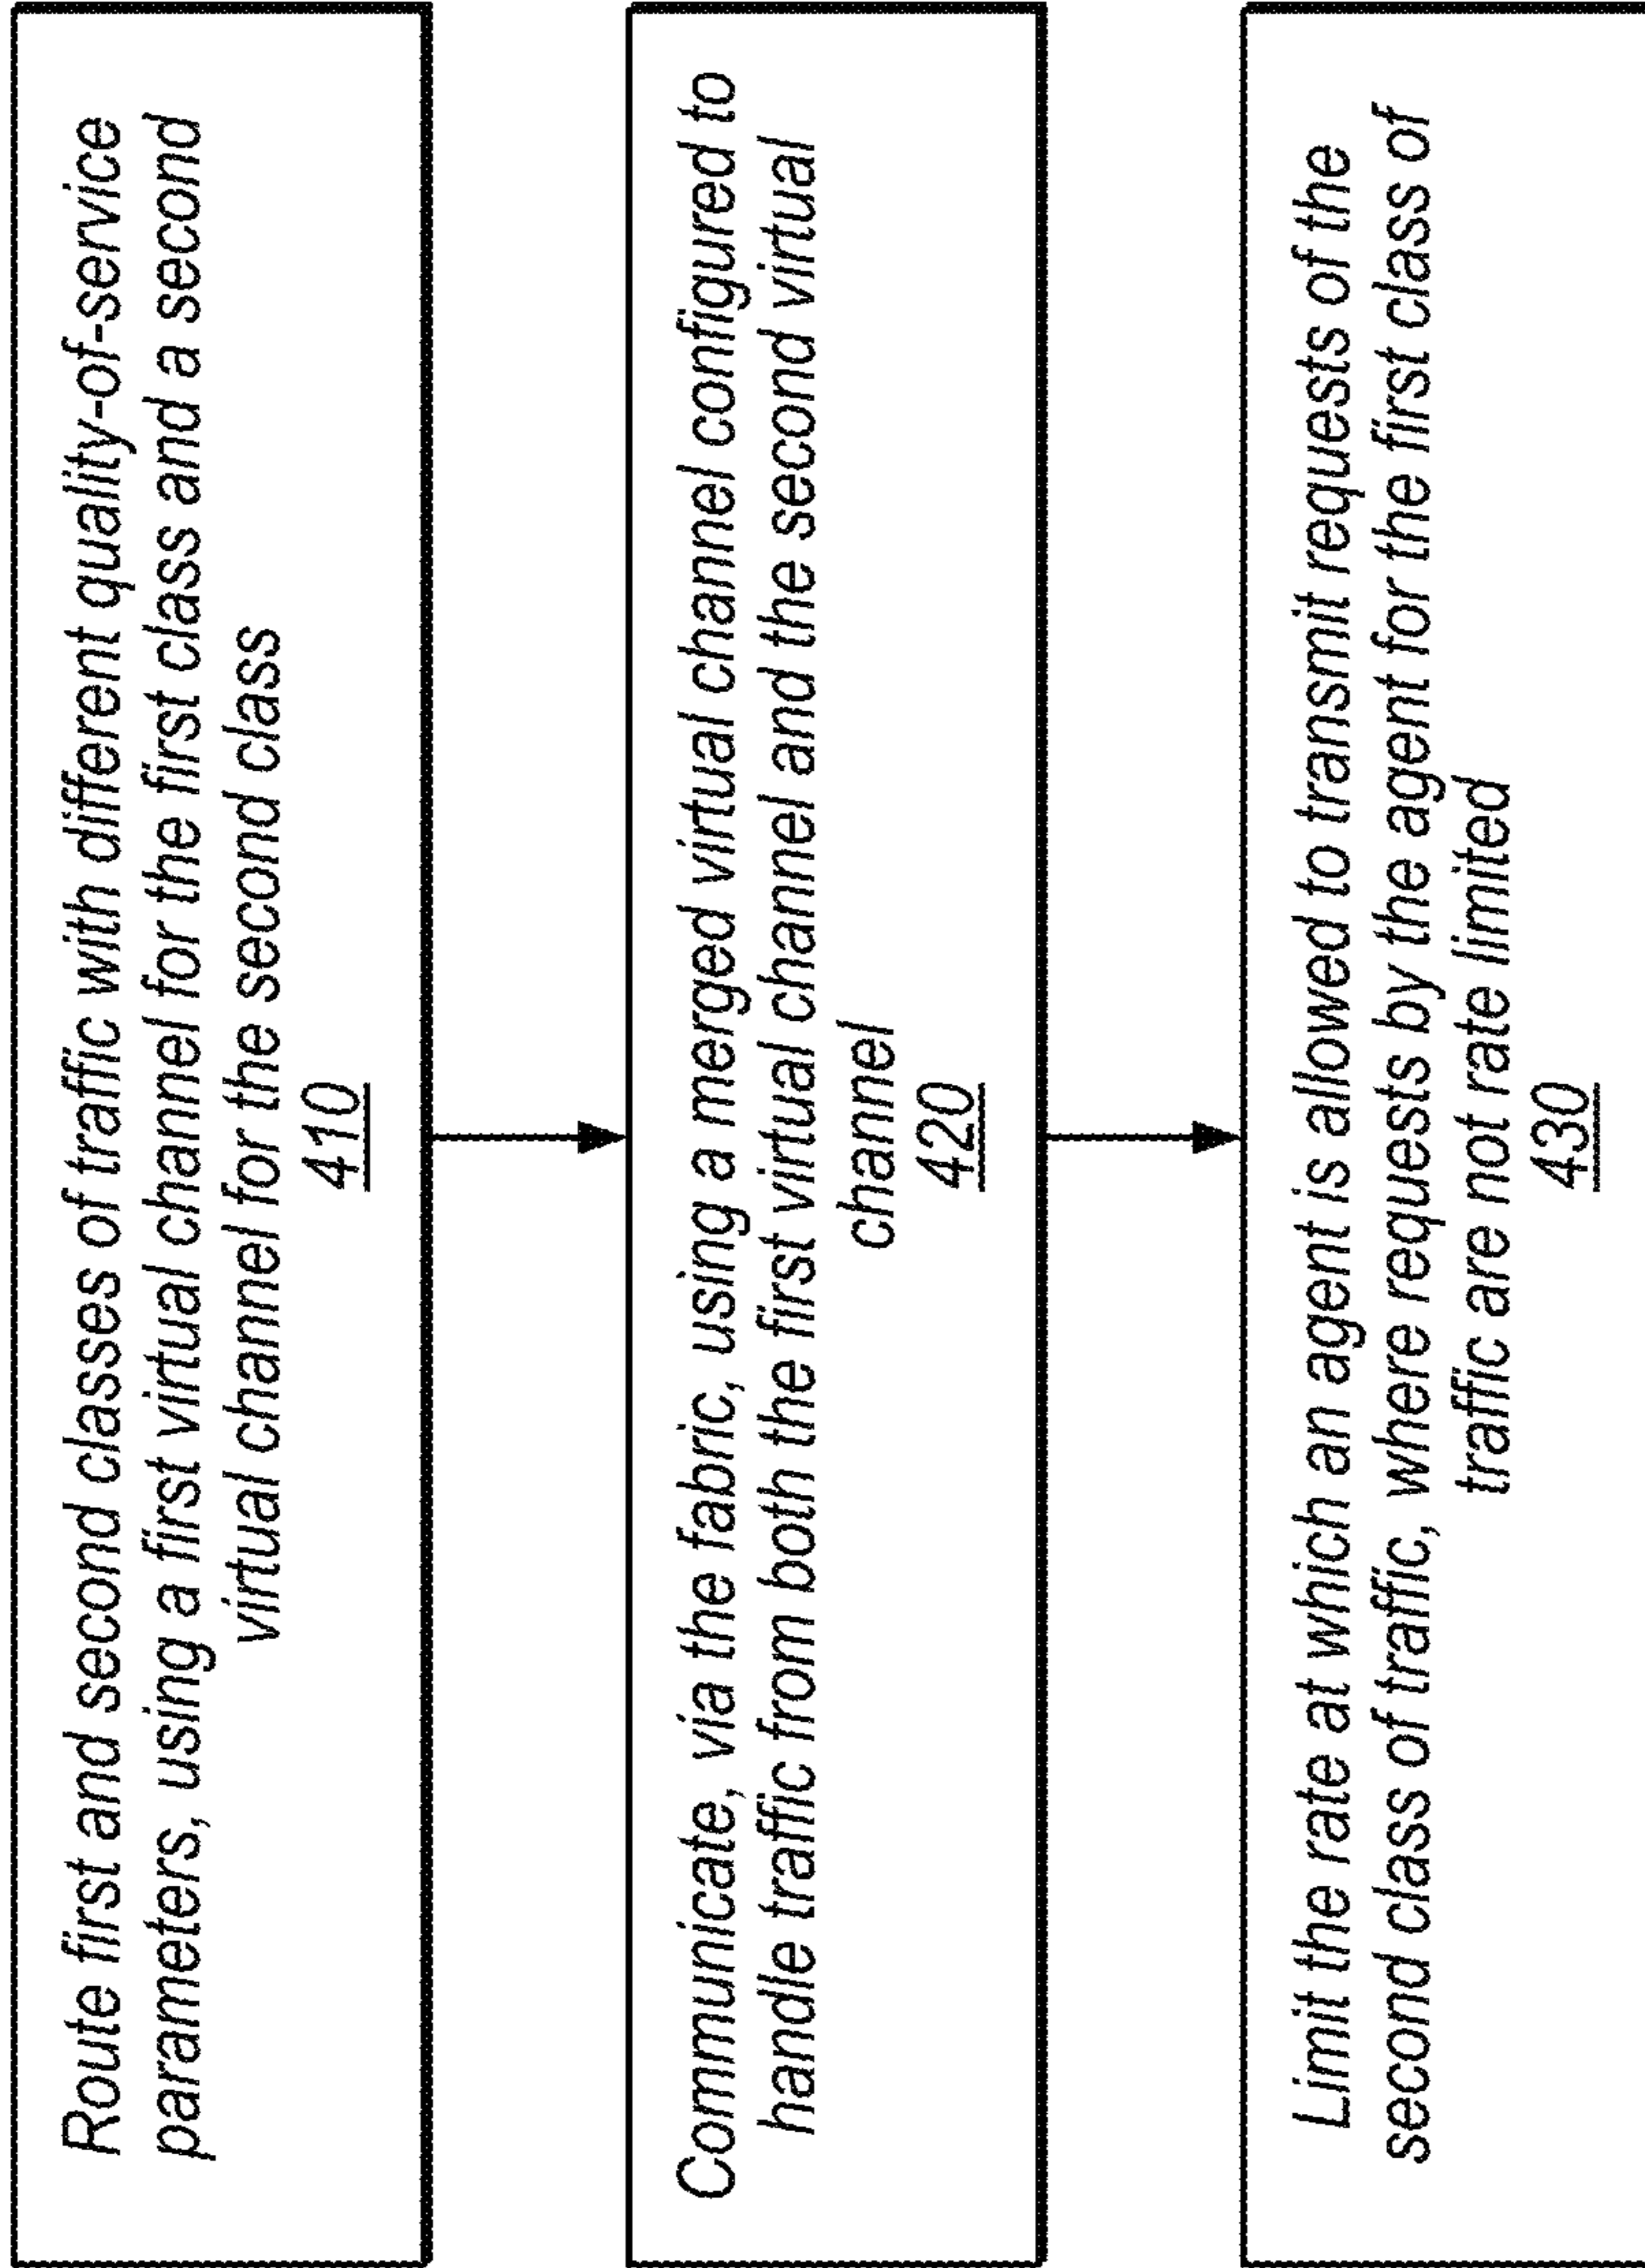 Route first and second classes of traffic with different quality-of-service
parameters, using a first virtual channel for the first class and a second
virtual channel for the second class
410
Communicate, via the fabric, using a merged virtual channel configured to
handle traffic from both the first virtual channel and the second virtual
channel
420
Limit the rate at which an agent is allowed to transmit requests of the
second class of traffic, where requests by the agent for the first class of
traffic are not rate limited
430